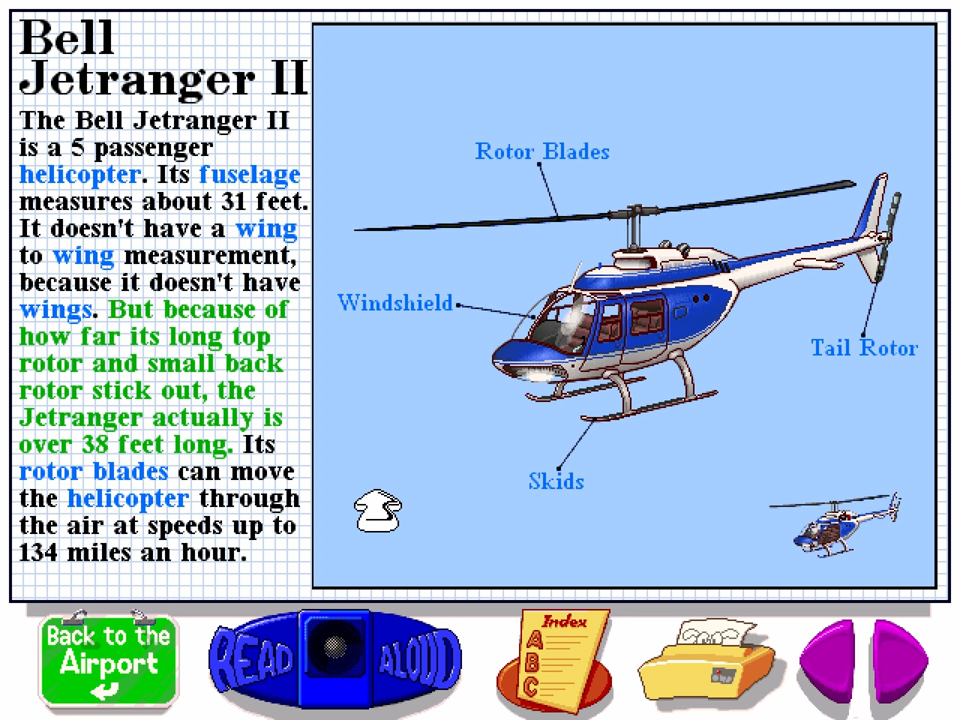 Bell
Jetranger II
The Bell Jetranger II
is a 5 passenger
helicopter. Its fuselage
measures about 31 feet.
It doesn't have a wing
to wing measurement,
because it doesn't have
wings. But because of
how far its long top
rotor and small back
rotor stick out, the
Jetranger actually is
over 38 feet long. Its
rotor blades can move
the helicopter through
the air at speeds up to
134 miles an hour.
Rotor Blades
Windshield
Tail Rotor
Skids
Back to the
Airport
READ ALOUD
Index
A
B
C